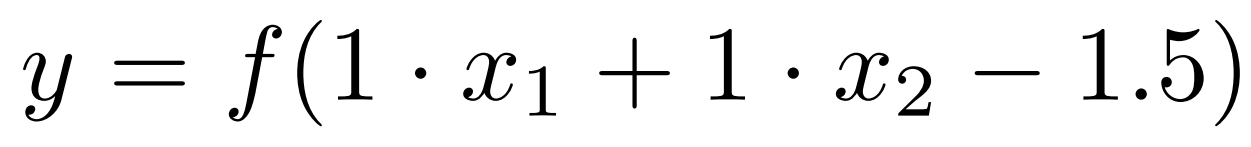 y = f(1 · x₁ + 1 · x₂ − 1.5)